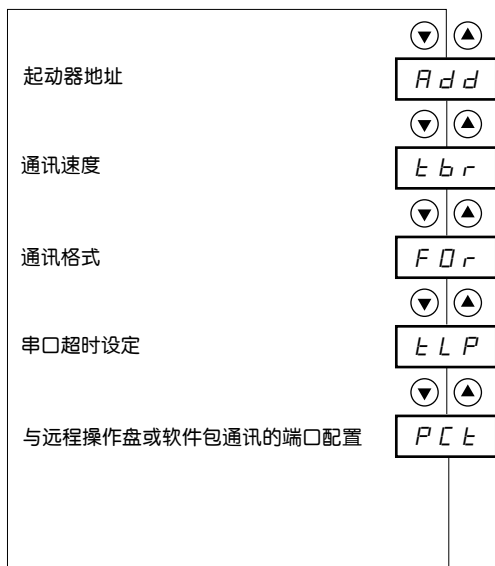 起动器地址 Add
通讯速度 tbr
通讯格式 FOr
串口超时设定 tLP
与远程操作盘或软件包通讯的端口配置 PCt